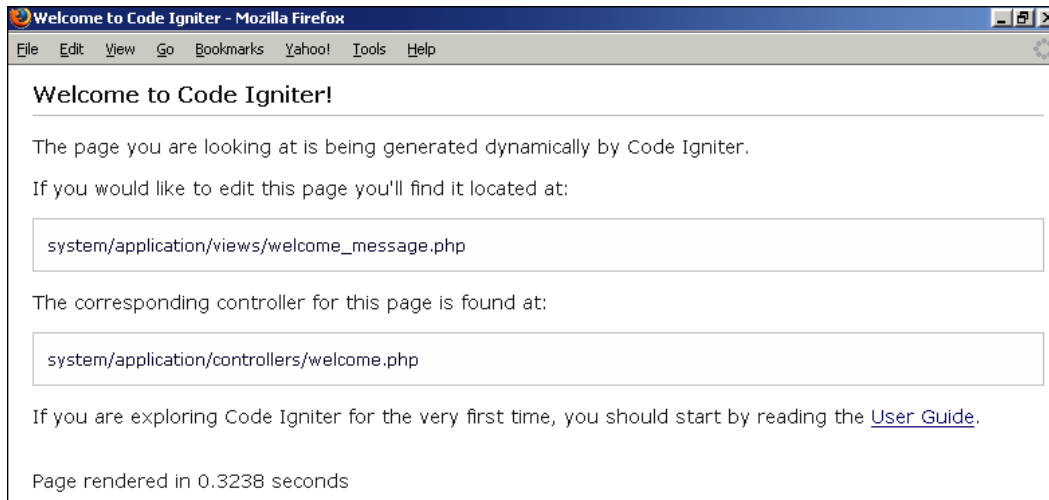 Welcome to Code Igniter - Mozilla Firefox
File Edit View Go Bookmarks Yahoo! Tools Help
Welcome to Code Igniter!
The page you are looking at is being generated dynamically by Code Igniter.
If you would like to edit this page you'll find it located at:
system/application/views/welcome_message.php
The corresponding controller for this page is found at:
system/application/controllers/welcome.php
If you are exploring Code Igniter for the very first time, you should start by reading the User Guide.
Page rendered in 0.3238 seconds